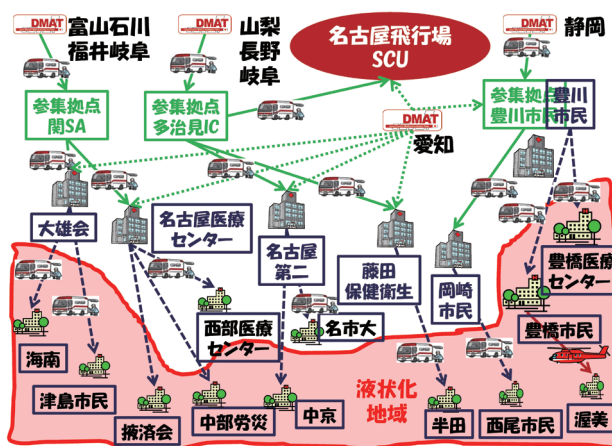 DMAT
富山石川
福井岐阜
DMAT
山梨
長野
岐阜
名古屋飛行場
SCU
DMAT
静岡
参集拠点
関SA
参集拠点
多治見IC
DMAT
愛知
参集拠点
豊川市民
豊川
市民
大雄会
名古屋医療
センター
名古屋
第二
藤田
保健衛生
岡崎
市民
豊橋医療
センター
西部医療
センター
名市大
豊橋市民
海南
津島市民
掖済会
中部労災
中京
液状化
地域
半田
西尾市民
渥美